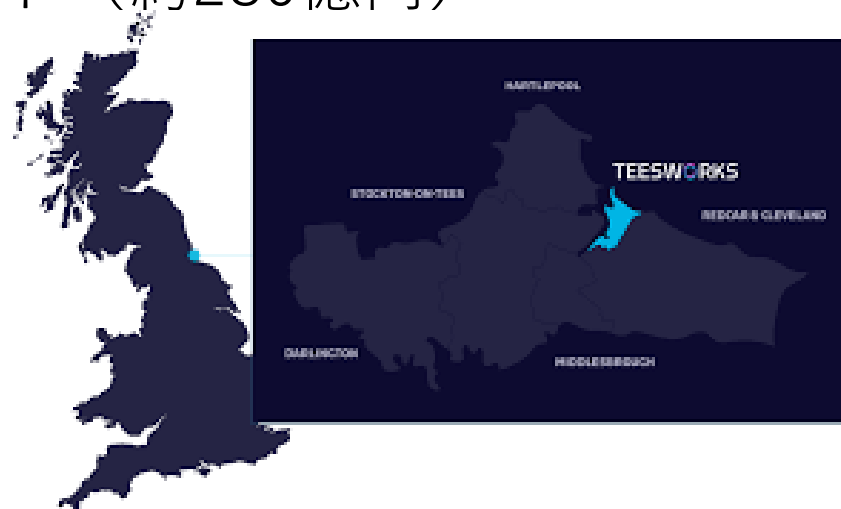 HARTLEPOOL
TEESWORKS
STOCKTON-ON-TEES
REDCAR & CLEVELAND
DARLINGTON
MIDDLESBROUGH